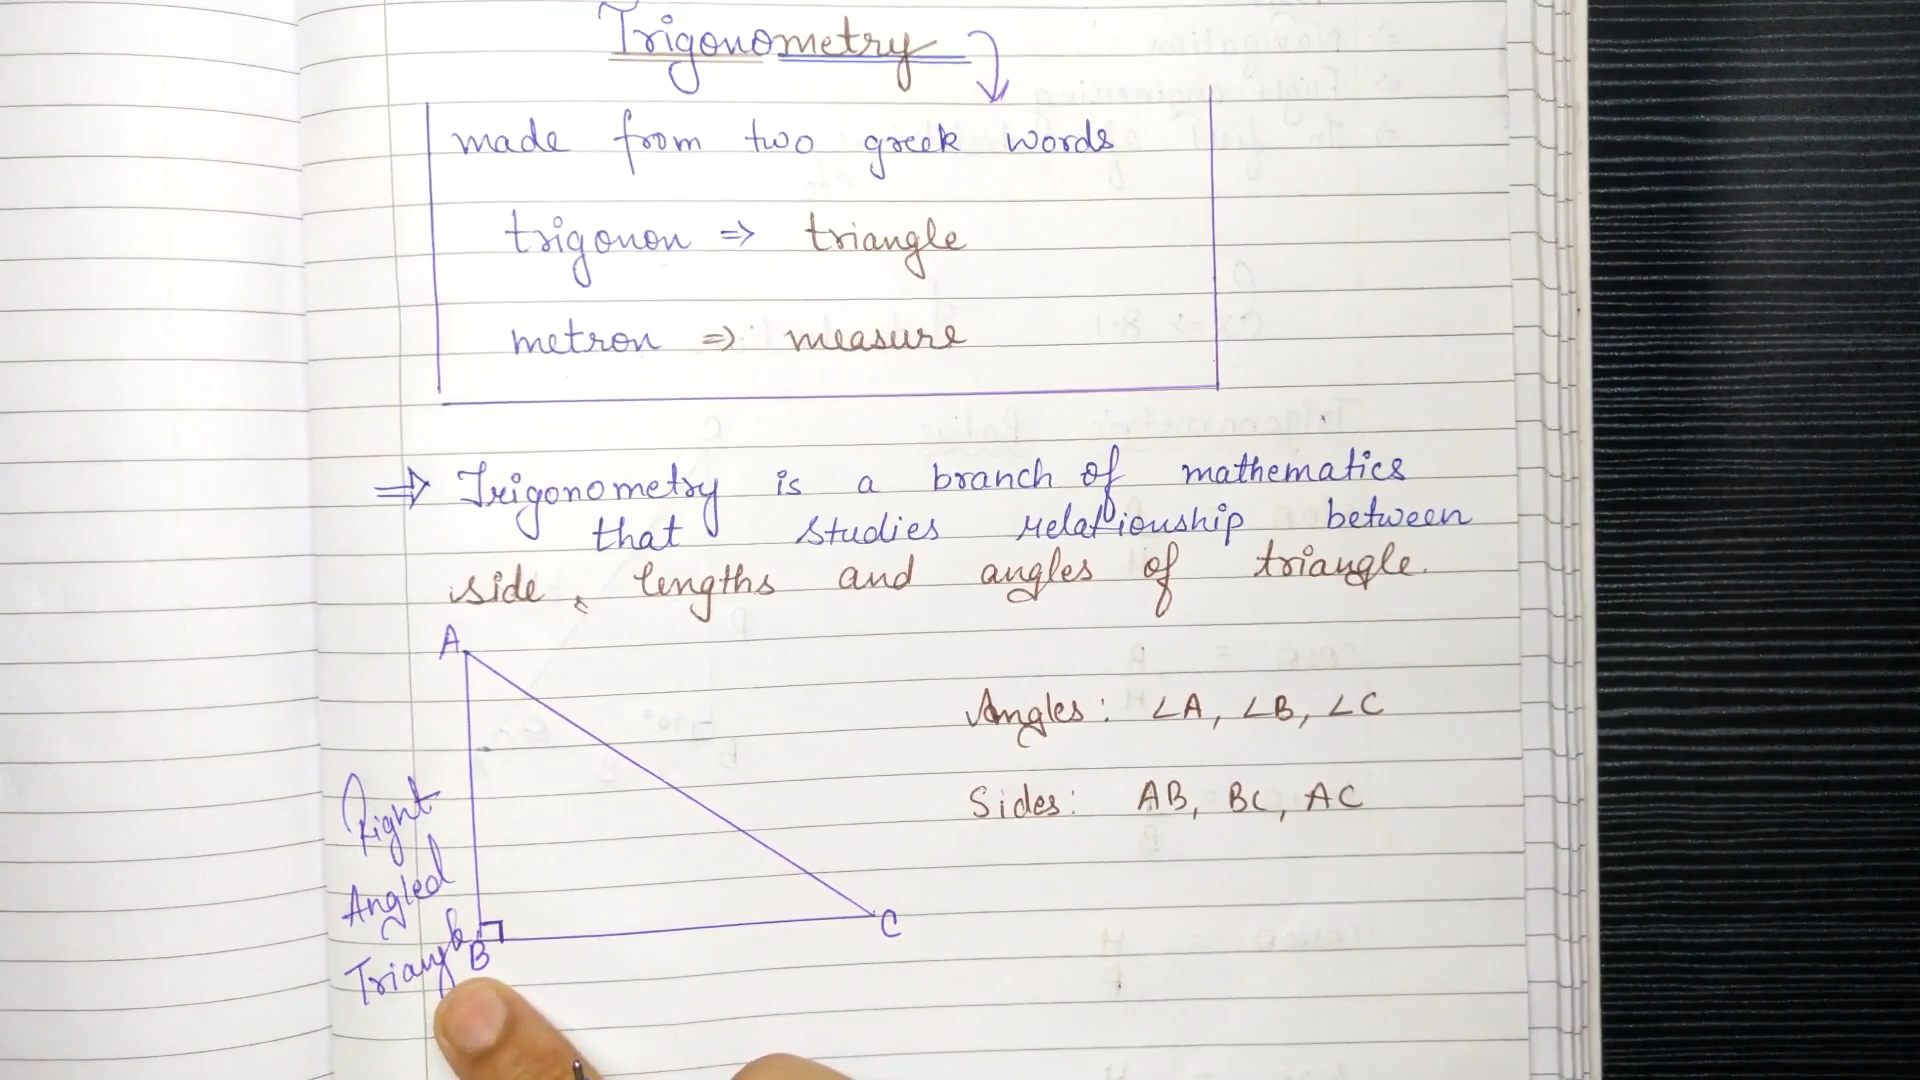 Trigonometry
made from two greek words
trigonon ⇒ triangle
metron ⇒ measure
⇒ Trigonometry is a branch of mathematics
that studies relationship between
side, lengths and angles of triangle.
A
Angles: ∠A, ∠B, ∠C
Sides: AB, BC, AC
Right
Angled
Triangle
B
C